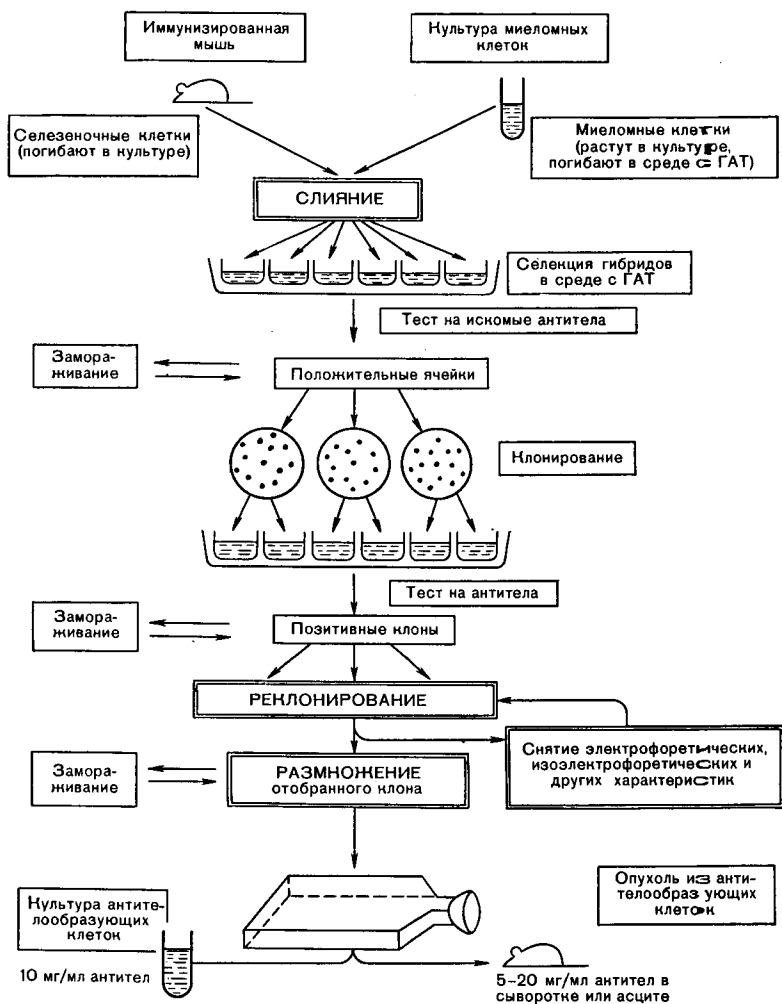 Иммунизированная
мышь
Культура миеломных
клеток
Селезеночные клетки
(погибают в культуре)
Миеломные клетки
(растут в культуре,
погибают в среде с ГАТ)
СЛИЯНИЕ
Селекция гибридов
в среде с ГАТ
Тест на искомые антитела
Замора-
живание
Положительные ячейки
Клонирование
Тест на антитела
Замора-
живание
Позитивные клоны
РЕКЛОНИРОВАНИЕ
Снятие электрофоретических,
изоэлектрофоретических и
других характеристик
Замора-
живание
РАЗМНОЖЕНИЕ
отобранного клона
Культура антите-
лообразующих
клеток
Опухоль из анти-
телообразующих
клеток
10 мг/мл антител
5-20 мг/мл антител в
сыворотке или асците